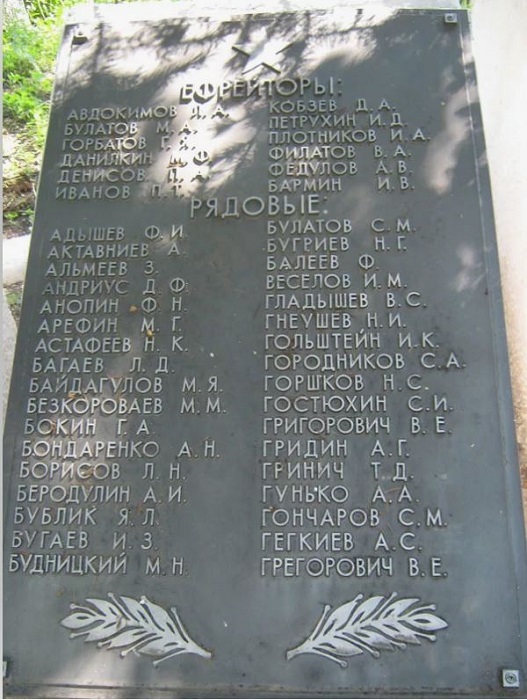 ЕФРЕЙТОРЫ:
АВДОКИМОВ Л. А.
БУЛАТОВ М. А.
ГОРБАТОВ Г. Я.
ДАНИЛКИН М. Ф.
ДЕНИСОВ П. А.
ИВАНОВ П. Т.
КОБЗЕВ Д. А.
ПЕТРУХИН И. Д.
ПЛОТНИКОВ И. А.
ФИЛАТОВ В. А.
ФЕДУЛОВ А. В.
БАРМИН И. В.
РЯДОВЫЕ:
АДЫШЕВ Ф. И.
АКТАВНИЕВ А.
АЛЬМЕЕВ З.
АНДРИУС Д. Ф.
АНОПИН Ф. Н.
АРЕФИН М. Г.
АСТАФЕЕВ Н. К.
БАГАЕВ Л. Д.
БАЙДАГУЛОВ М. Я.
БЕЗКОРОВАЕВ М. М.
БОКИН Г. А.
БОНДАРЕНКО А. Н.
БОРИСОВ Л. Н.
БЕРОДУЛИН А. И.
БУБЛИК Я. Л.
БУГАЕВ И. З.
БУДНИЦКИЙ М. Н.
БУЛАТОВ С. М.
БУГРИЕВ Н. Г.
БАЛЕЕВ Ф.
ВЕСЕЛОВ И. М.
ГЛАДЫШЕВ В. С.
ГНЕУШЕВ Н. И.
ГОЛЬШТЕЙН И. К.
ГОРОДНИКОВ С. А.
ГОРШКОВ Н. С.
ГОСТЮХИН С. И.
ГРИГОРОВИЧ В. Е.
ГРИДИН А. Г.
ГРИНИЧ Т. Д.
ГУНЬКО А. А.
ГОНЧАРОВ С. М.
ГЕГКИЕВ А. С.
ГРЕГОРОВИЧ В. Е.